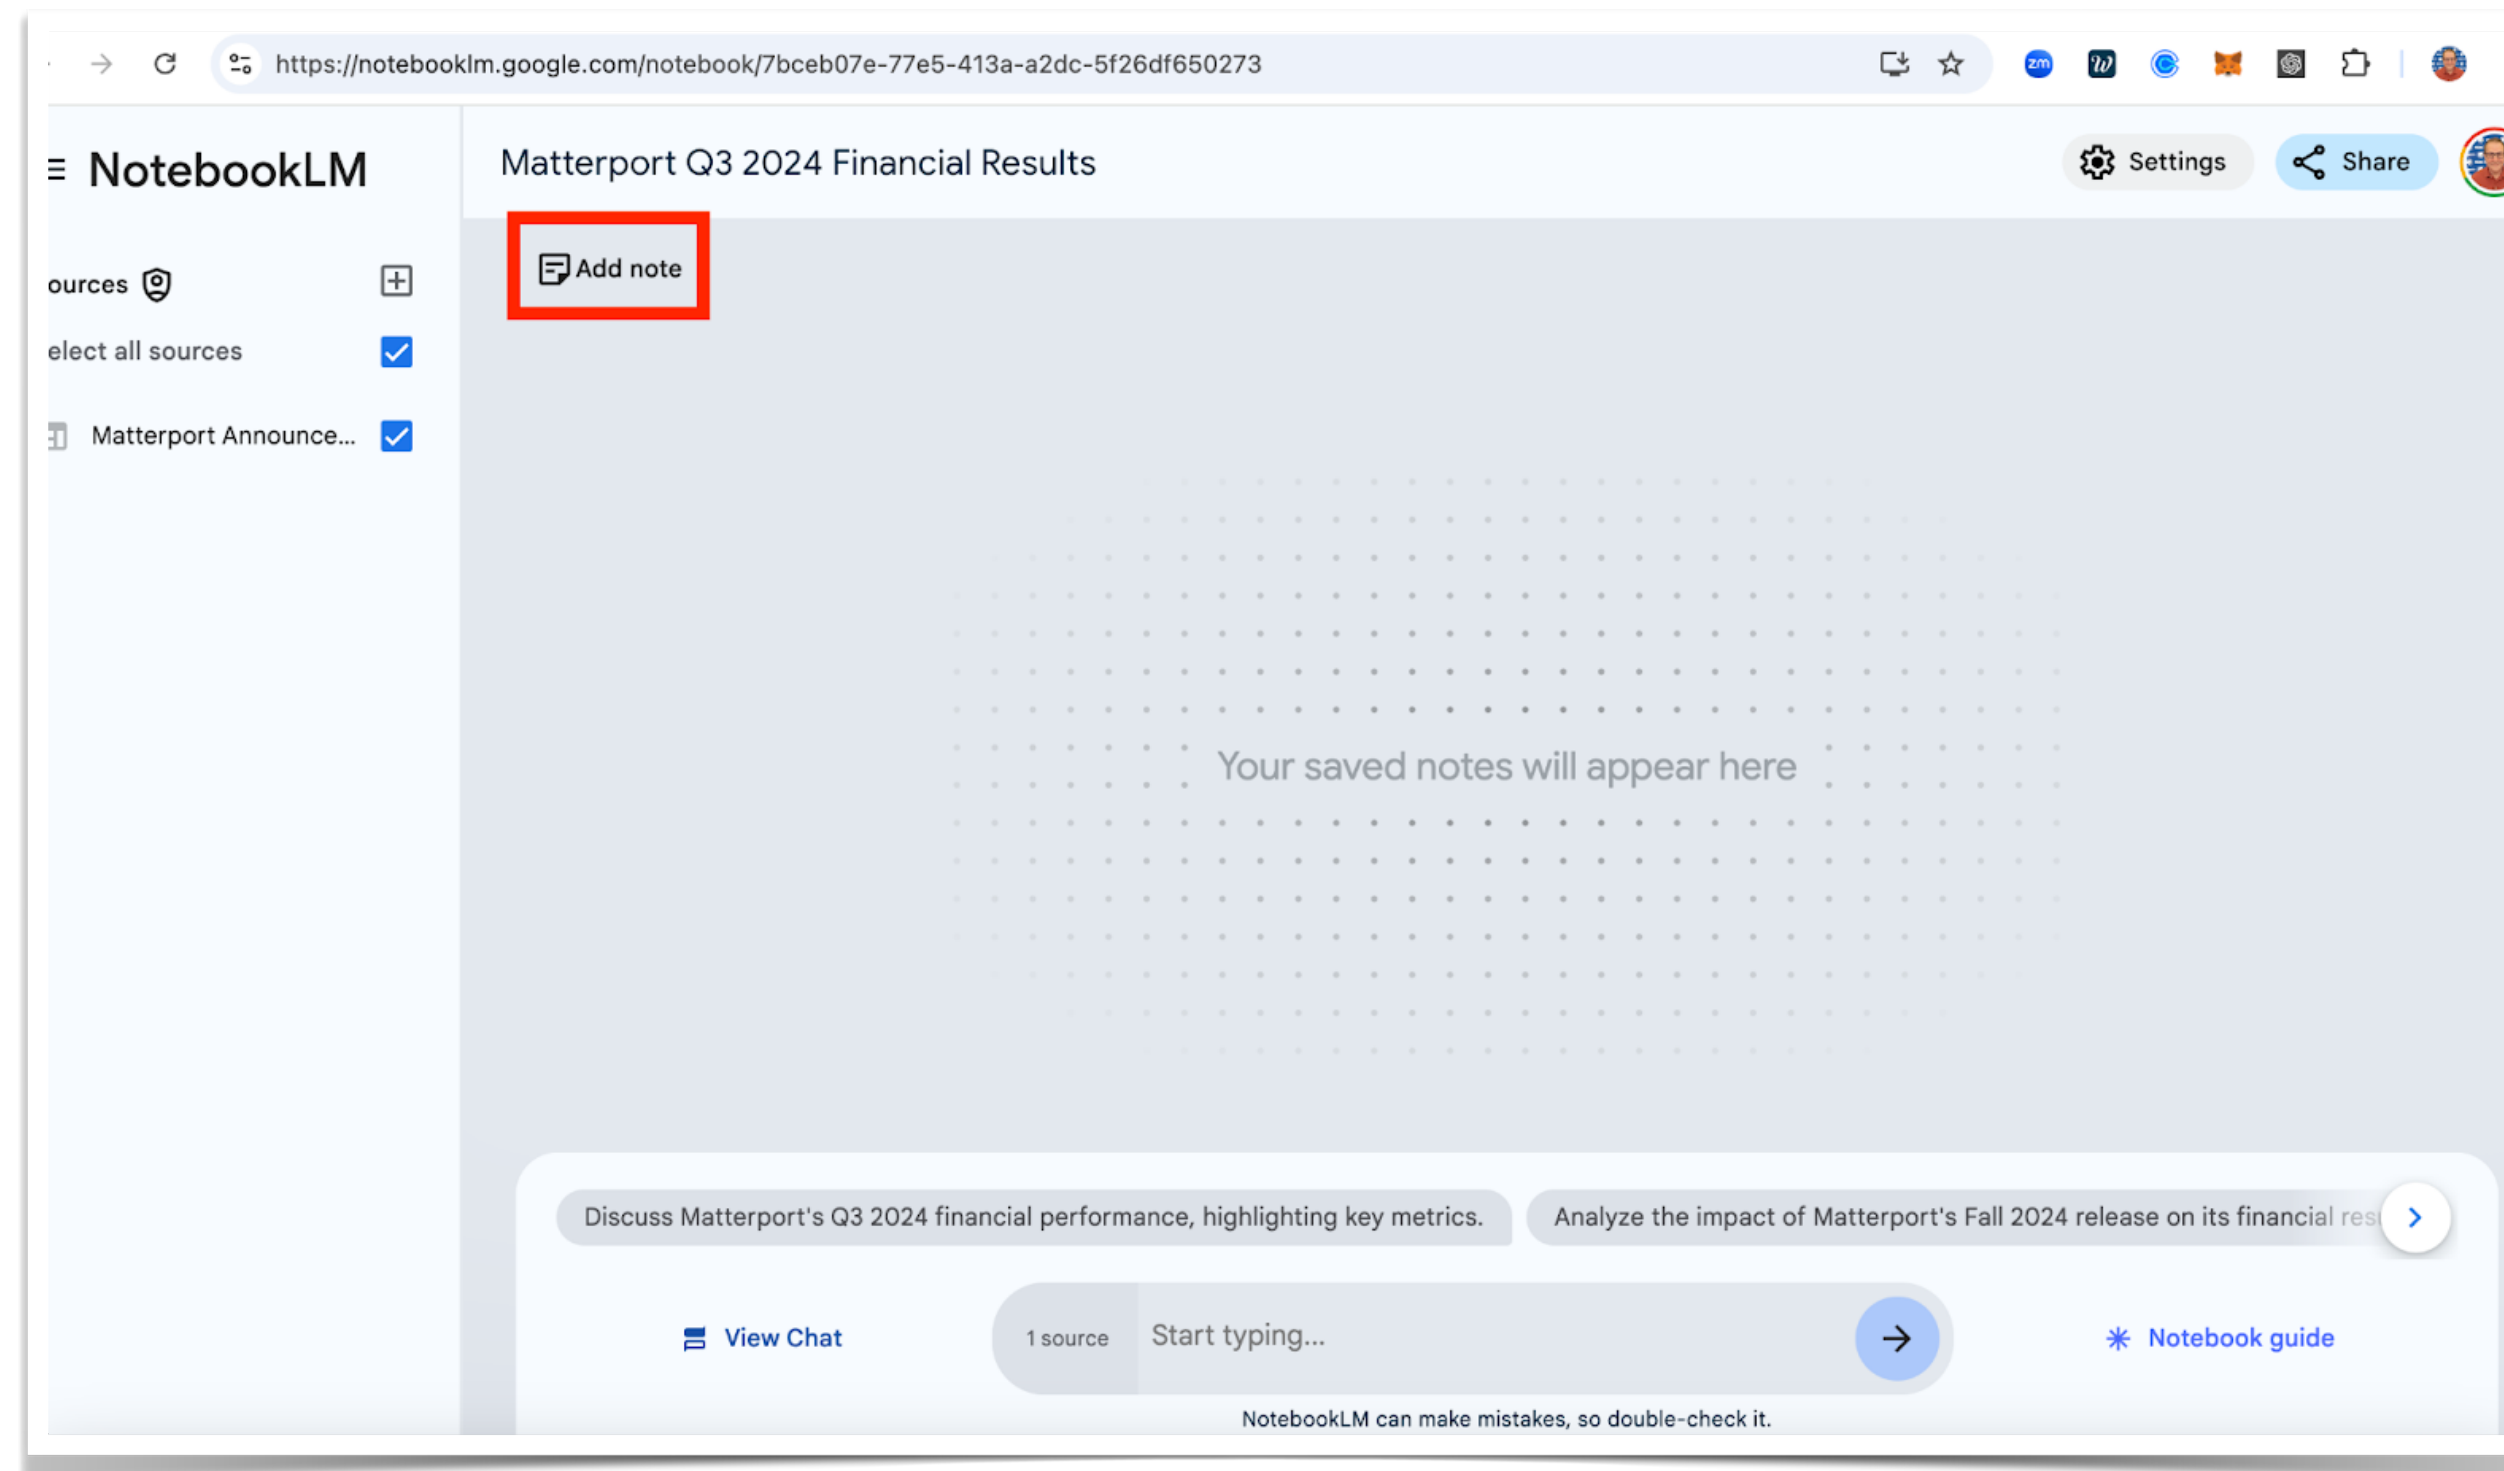 https://notebooklm.google.com/notebook/7bceb07e-77e5-413a-a2dc-5f26df650273
zm
W
C
NotebookLM
Matterport Q3 2024 Financial Results
Settings
Share
ources
Add note
elect all sources
Matterport Announce...
Your saved notes will appear here
Discuss Matterport's Q3 2024 financial performance, highlighting key metrics.
Analyze the impact of Matterport's Fall 2024 release on its financial res
View Chat
1 source
Start typing...
Notebook guide
NotebookLM can make mistakes, so double-check it.